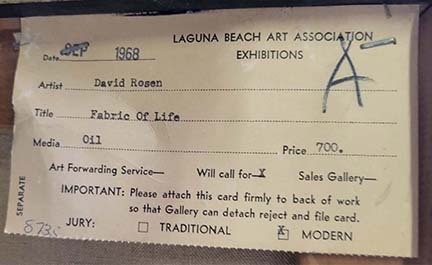 LAGUNA BEACH ART ASSOCIATION
EXHIBITIONS
Date SEP 1968
A-
Artist David Rosen
Title Fabric Of Life
Media Oil Price 700.
Art Forwarding Service— Will call for—X Sales Gallery—
IMPORTANT: Please attach this card firmly to back of work
so that Gallery can detach reject and file card.
JURY: ☐ TRADITIONAL ☒ MODERN
SEPARATE